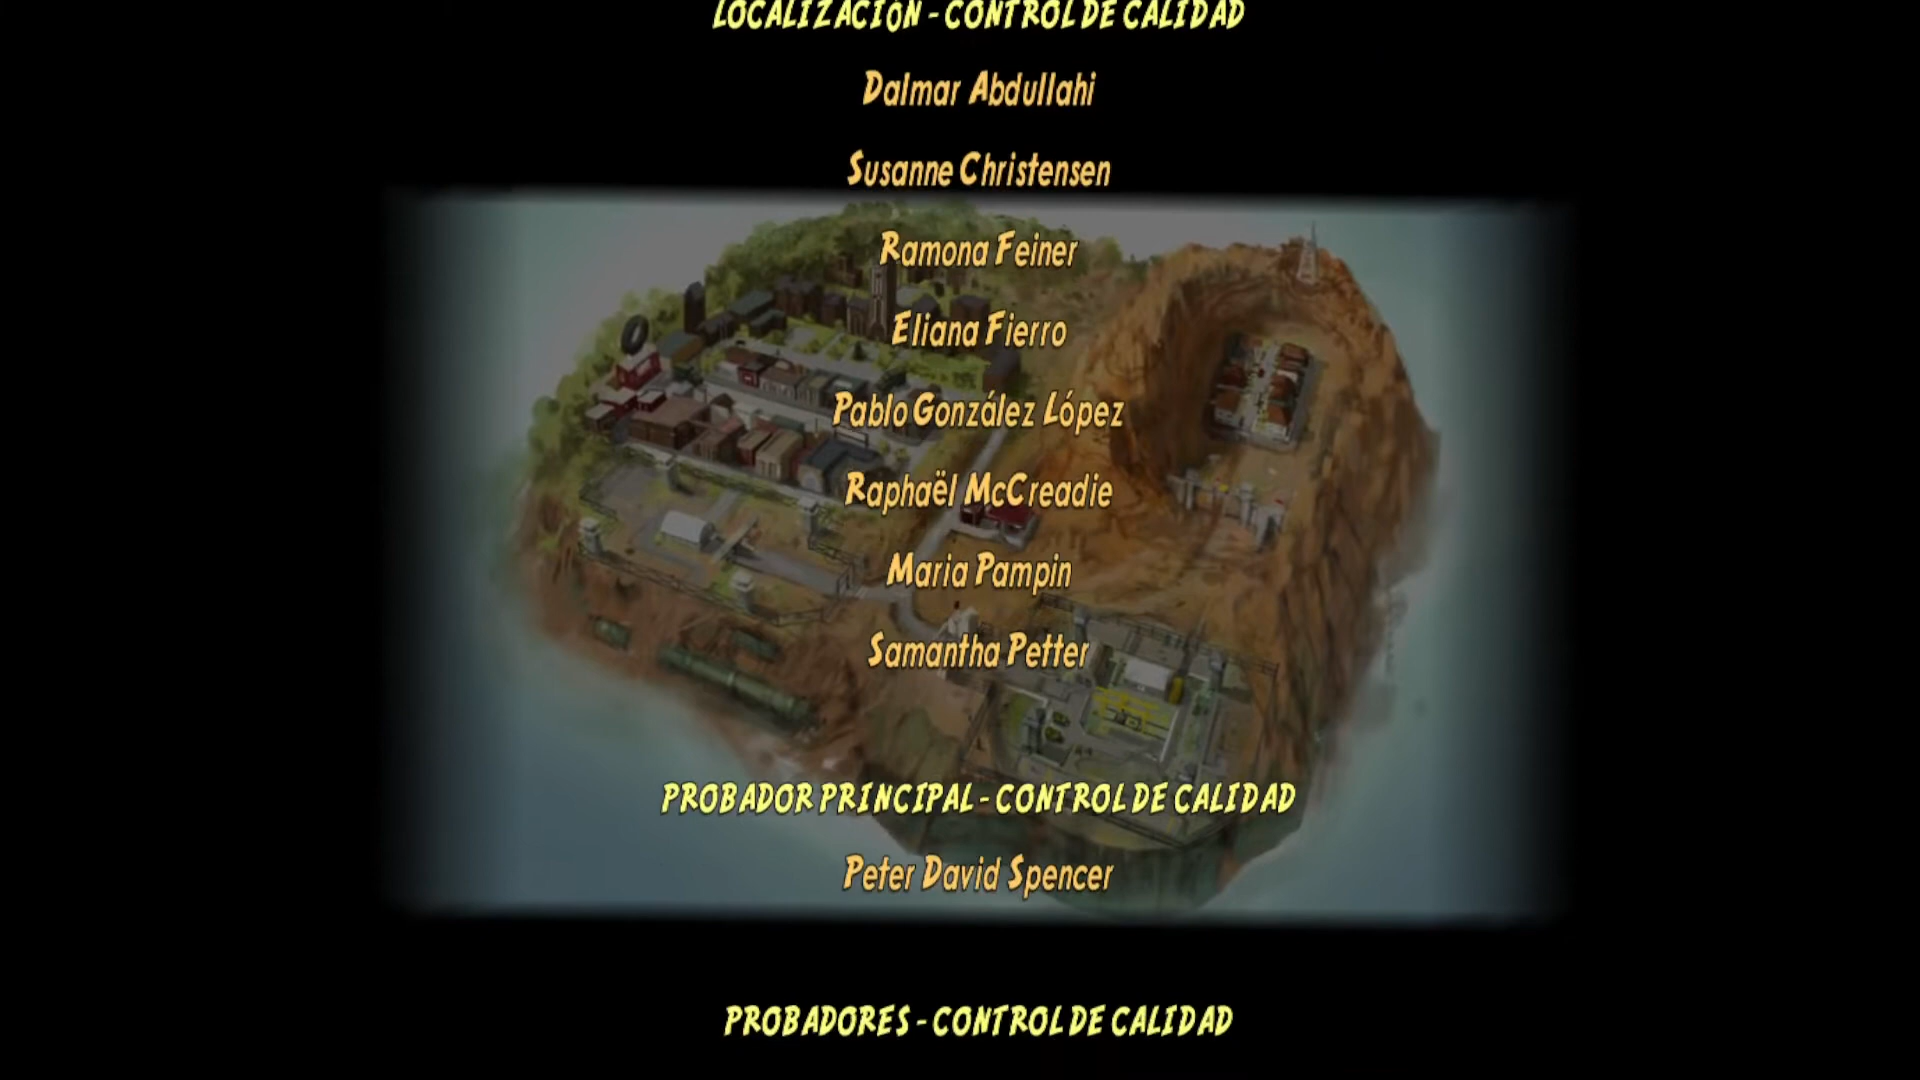 LOCALIZACIÓN - CONTROL DE CALIDAD
Dalmar Abdullahi
Susanne Christensen
Ramona Feiner
Eliana Fierro
Pablo González López
Raphaël McCreadie
Maria Pampin
Samantha Petter
PROBADOR PRINCIPAL - CONTROL DE CALIDAD
Peter David Spencer
PROBADORES - CONTROL DE CALIDAD